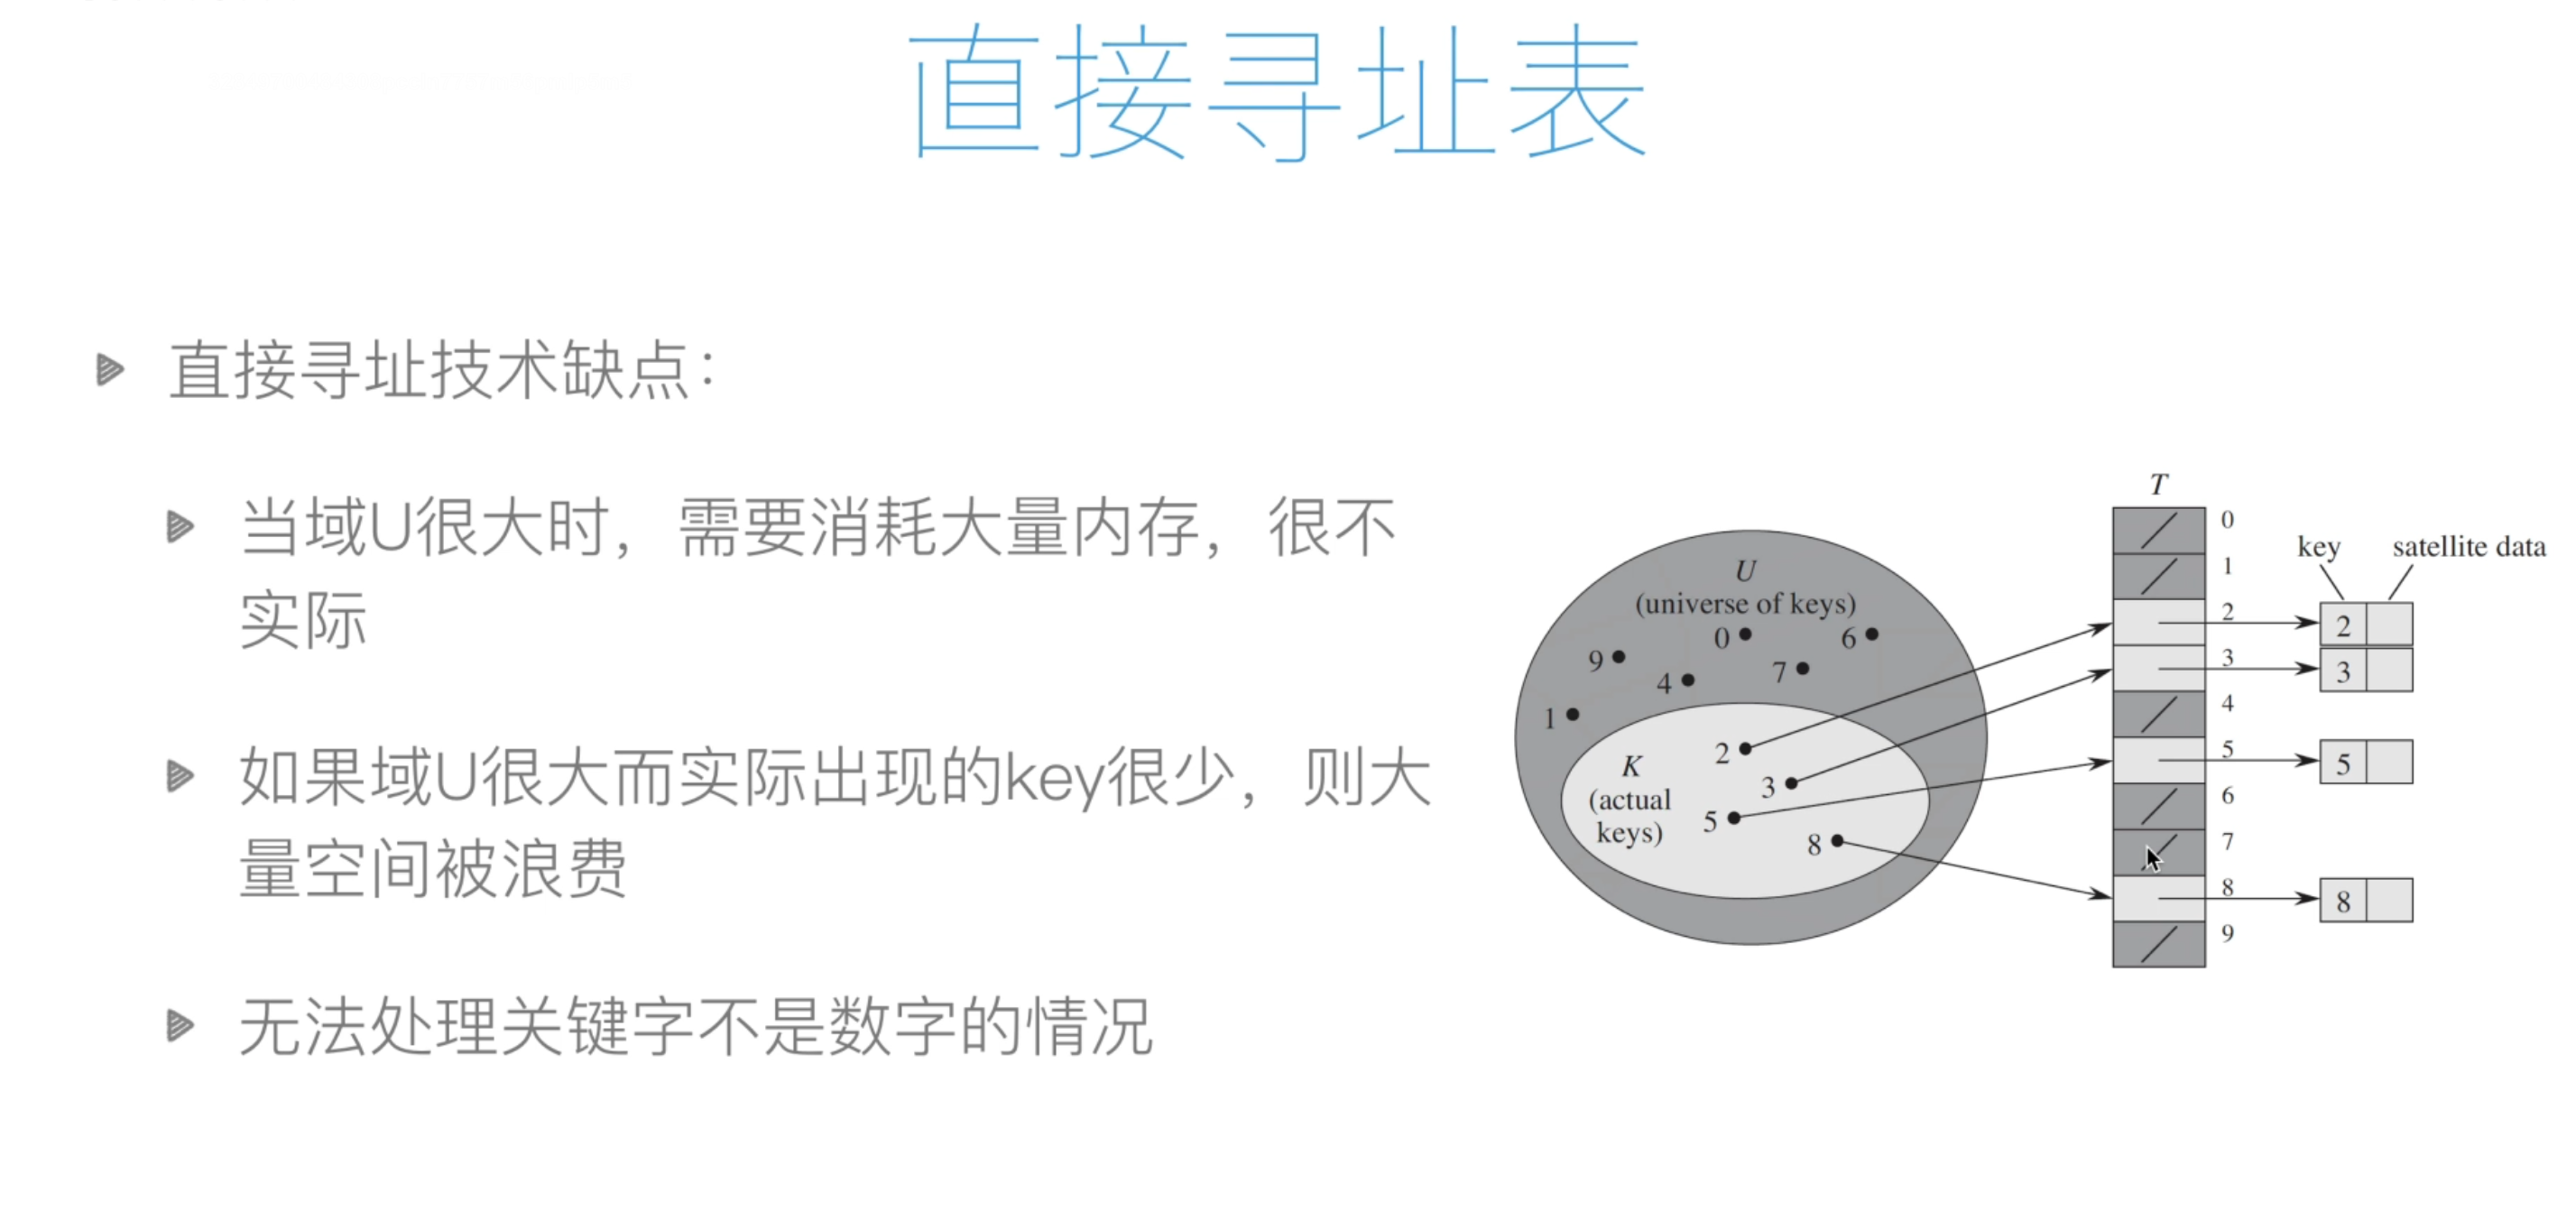 直接寻址表
直接寻址技术缺点：
当域U很大时，需要消耗大量内存，很不
实际
如果域U很大而实际出现的key很少，则大
量空间被浪费
无法处理关键字不是数字的情况
U
(universe of keys)
0
6
9
7
4
1
K
(actual
keys)
2
3
5
8
T
0
1
2
3
4
5
6
7
8
9
key
satellite data
2
3
5
8